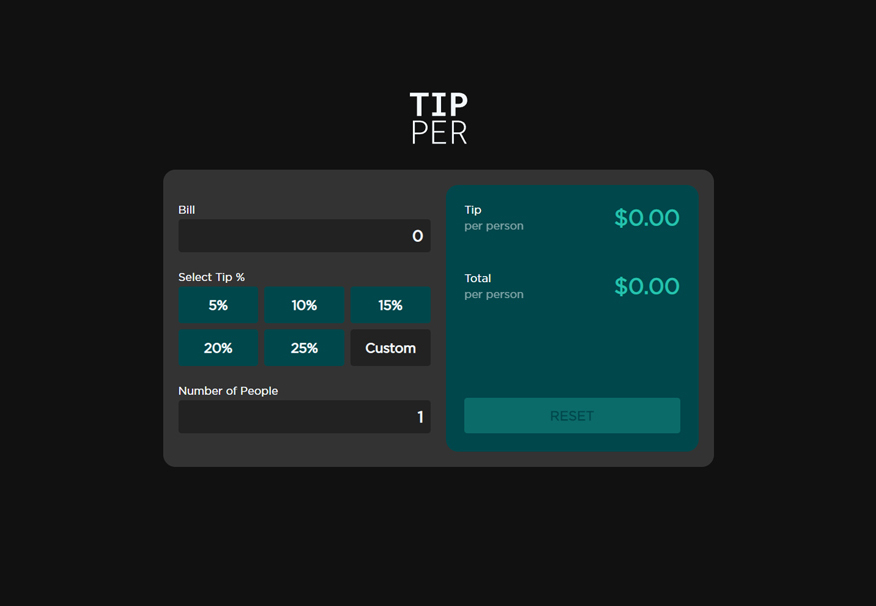 TIP
PER
Bill
0
Select Tip %
5% 10% 15%
20% 25% Custom
Number of People
1
Tip
per person
$0.00
Total
per person
$0.00
RESET